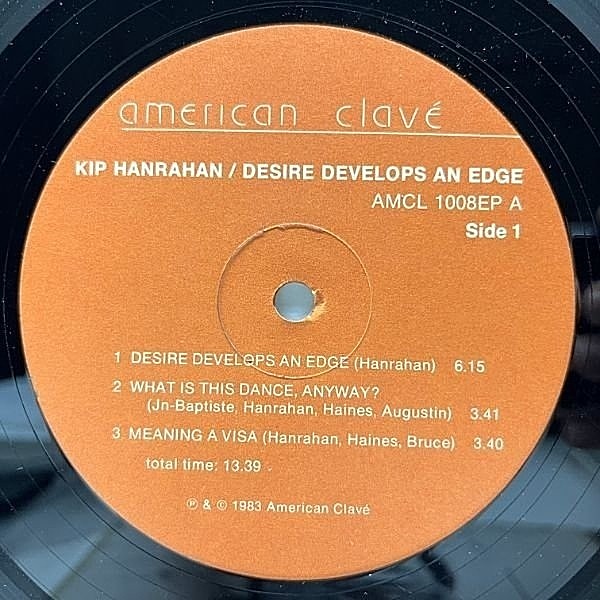 american clavé
KIP HANRAHAN / DESIRE DEVELOPS AN EDGE
AMCL 1008EP A
Side 1
1 DESIRE DEVELOPS AN EDGE (Hanrahan) 6.15
2 WHAT IS THIS DANCE, ANYWAY?
(Jn-Baptiste, Hanrahan, Haines, Augustin) 3.41
3 MEANING A VISA (Hanrahan, Haines, Bruce) 3.40
total time: 13.39
℗ & © 1983 American Clavé